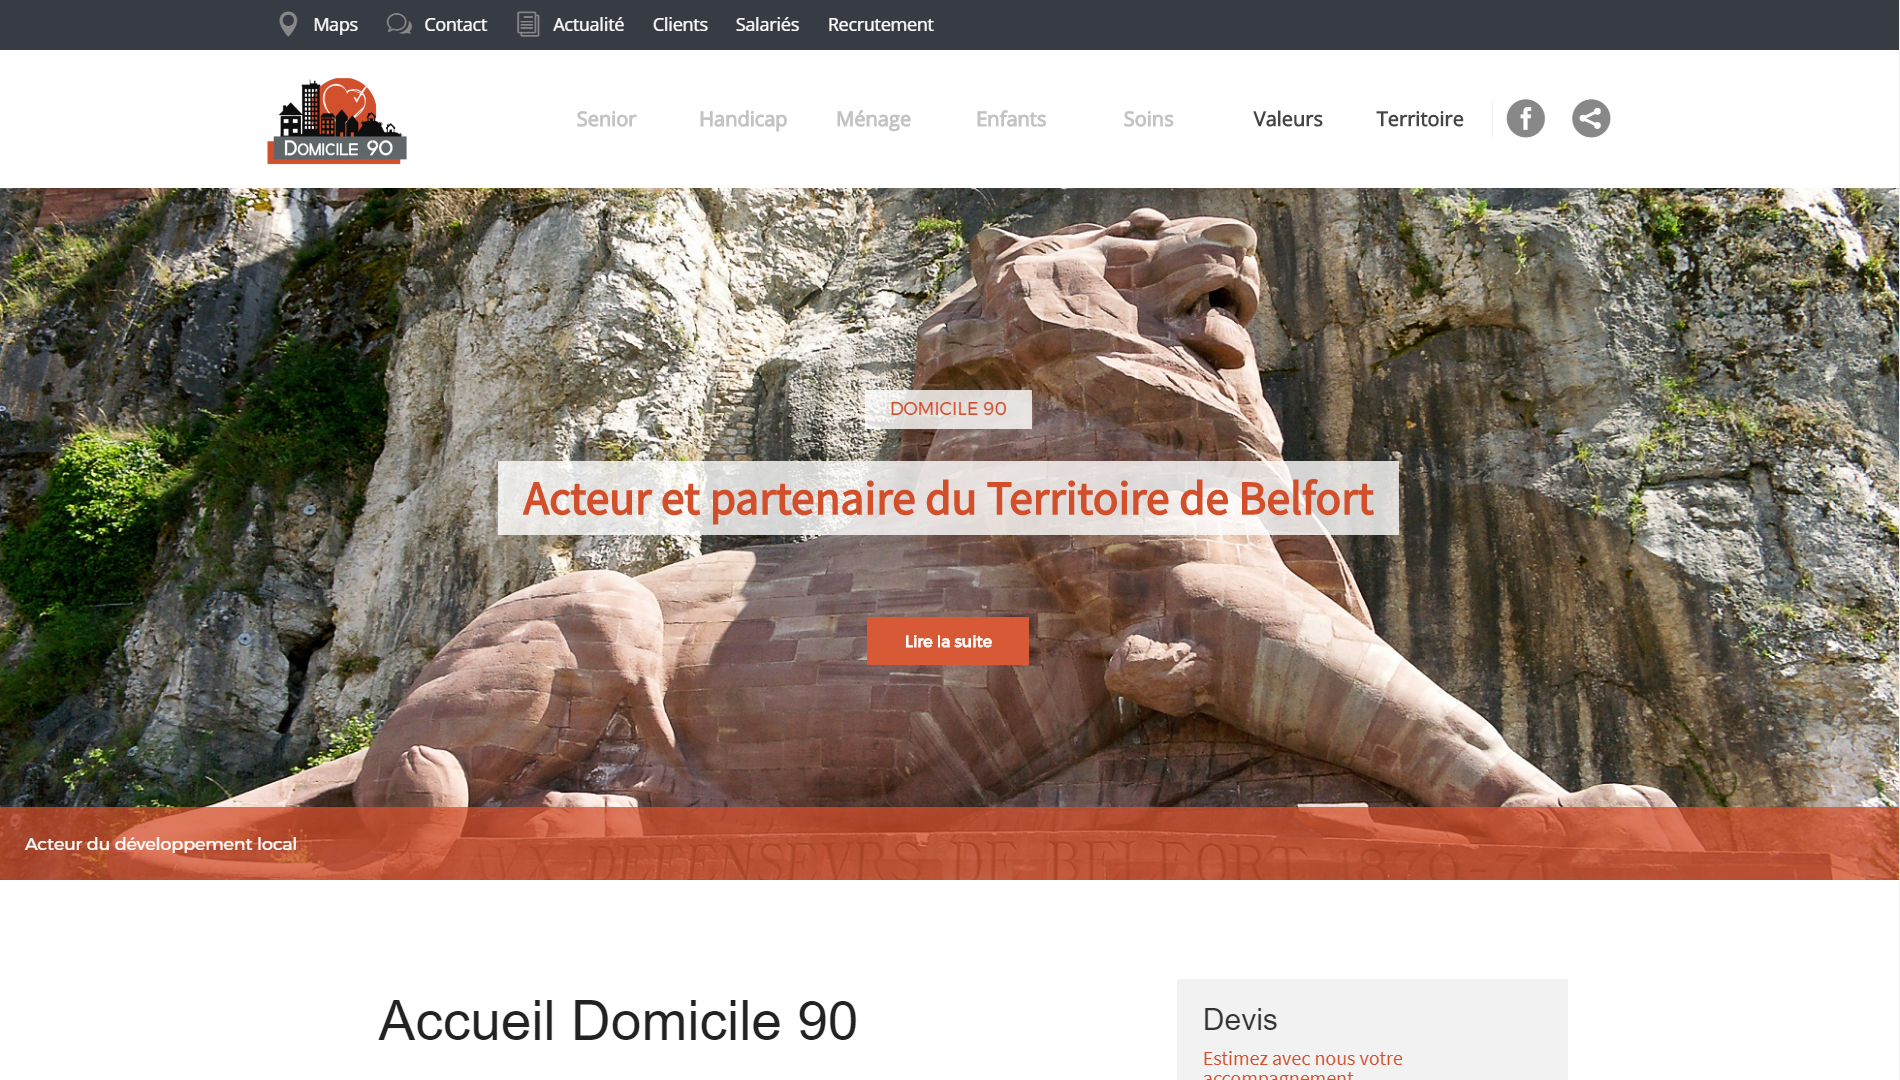 Maps Contact Actualité Clients Salariés Recrutement
DOMICILE 90
Senior Handicap Ménage Enfants Soins Valeurs Territoire
DOMICILE 90
Acteur et partenaire du Territoire de Belfort
Lire la suite
Acteur du développement local
AUX DEFENSEVRS DE BELFORT 1870-71
Accueil Domicile 90
Devis
Estimez avec nous votre
accompagnement